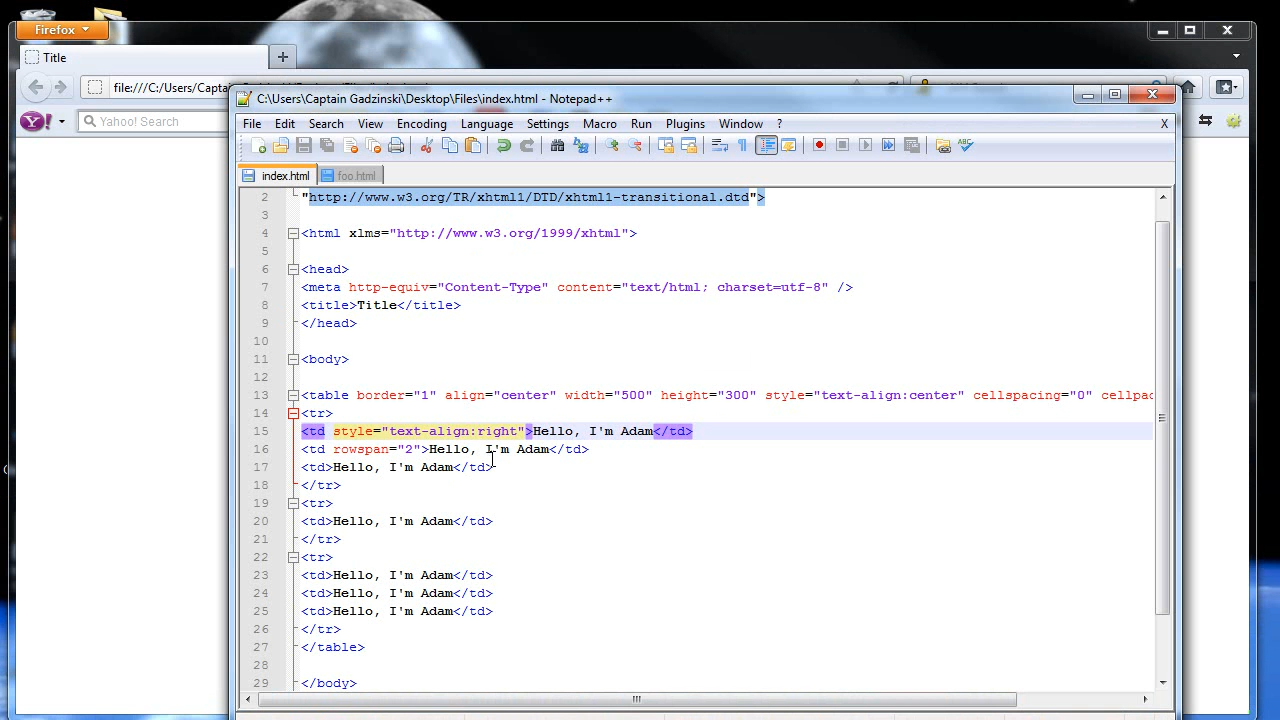 Firefox
Title
file:///C:/Users/Capta
Yahoo! Search
C:\Users\Captain Gadzinski\Desktop\Files\index.html - Notepad++
File Edit Search View Encoding Language Settings Macro Run Plugins Window ? X
index.html foo.html
2 "http://www.w3.org/TR/xhtml1/DTD/xhtml1-transitional.dtd">
3
4 <html xlms="http://www.w3.org/1999/xhtml">
5
6 <head>
7 <meta http-equiv="Content-Type" content="text/html; charset=utf-8" />
8 <title>Title</title>
9 </head>
10
11 <body>
12
13 <table border="1" align="center" width="500" height="300" style="text-align:center" cellspacing="0" cellpac
14 <tr>
15 <td style="text-align:right">Hello, I'm Adam</td>
16 <td rowspan="2">Hello, I'm Adam</td>
17 <td>Hello, I'm Adam</td>
18 </tr>
19 <tr>
20 <td>Hello, I'm Adam</td>
21 </tr>
22 <tr>
23 <td>Hello, I'm Adam</td>
24 <td>Hello, I'm Adam</td>
25 <td>Hello, I'm Adam</td>
26 </tr>
27 </table>
28
29 </body>